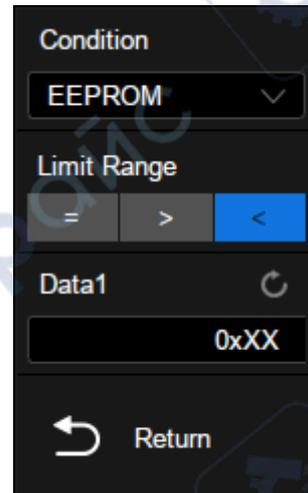 Condition
EEPROM
Limit Range
= > <
Data1
0xXX
Return